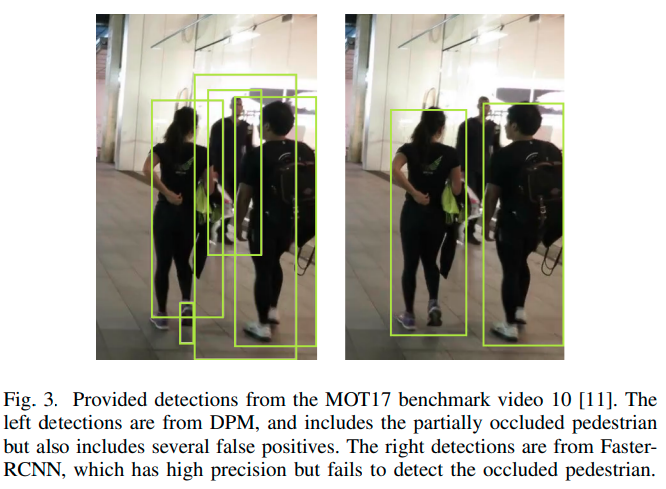 Fig. 3. Provided detections from the MOT17 benchmark video 10 [11]. The
left detections are from DPM, and includes the partially occluded pedestrian
but also includes several false positives. The right detections are from Faster-
RCNN, which has high precision but fails to detect the occluded pedestrian.